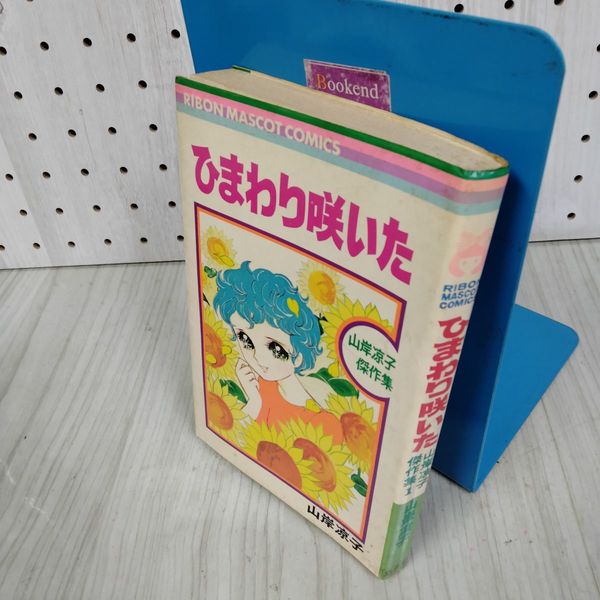 Bookend
RIBON MASCOT COMICS
ひまわり咲いた
山岸凉子
傑作集
山岸凉子
RIBON
MASCOT
COMICS
ひまわり咲いた
山岸凉子
傑作集1